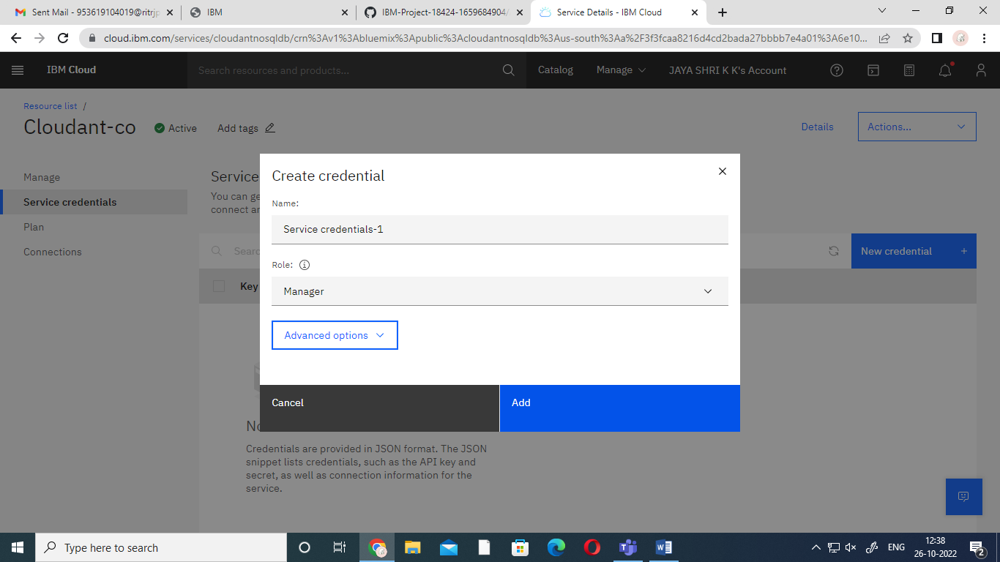 Sent Mail - 953619104019@ritrjp
IBM
IBM-Project-18424-1659684904/
Service Details - IBM Cloud
cloud.ibm.com/services/cloudantnosqldb/crn%3Av1%3Abluemix%3Apublic%3Acloudantnosqldb%3Aus-south%3Aa%2F3f3fcaa8216d4cd2bada27bbbb7e4a01%3A6e10...
IBM Cloud
Search resources and products...
Catalog
Manage
JAYA SHRI K K's Account
Resource list /
Cloudant-co
Active
Add tags
Details
Actions...
Manage
Service credentials
Plan
Connections
Service
You can ge
connect an
Searc
New credential +
Key
Create credential
Name:
Service credentials-1
Role:
Manager
Advanced options
Cancel
Add
No
Credentials are provided in JSON format. The JSON
snippet lists credentials, such as the API key and
secret, as well as connection information for the
service.
Type here to search
ENG
12:38
26-10-2022
2